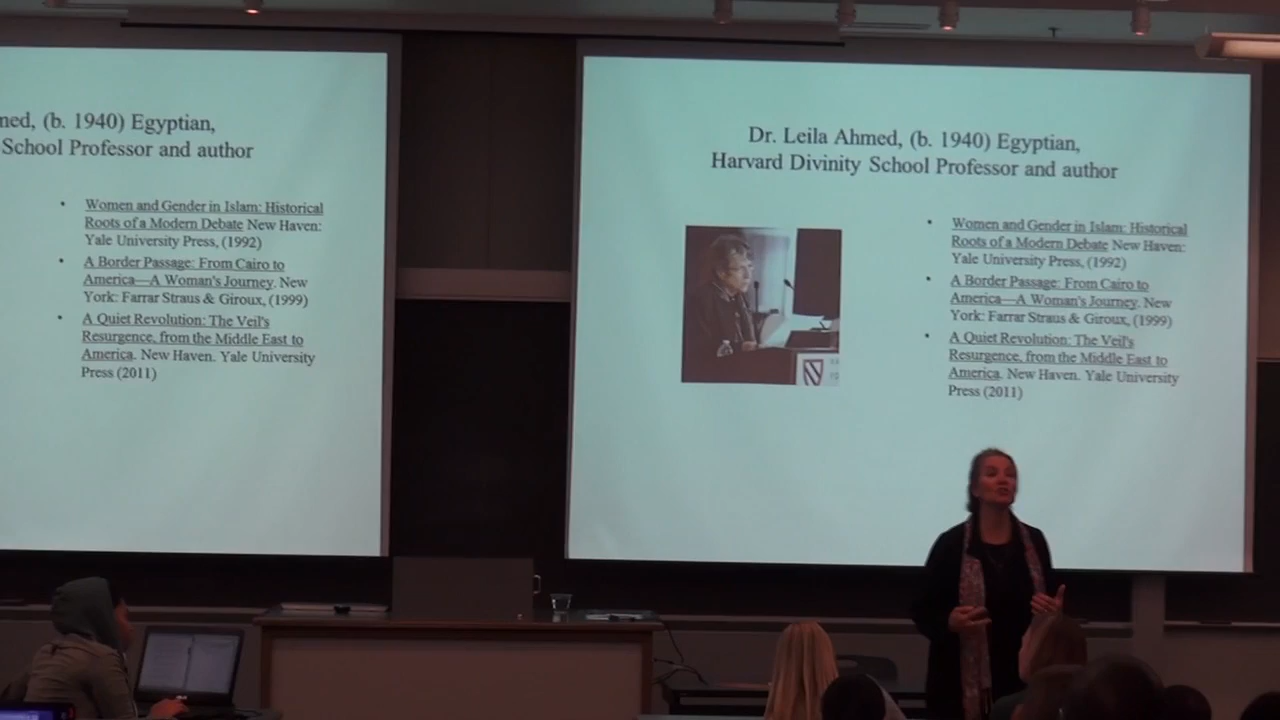 ned, (b. 1940) Egyptian,
School Professor and author
• Women and Gender in Islam: Historical
Roots of a Modern Debate New Haven:
Yale University Press, (1992)
• A Border Passage: From Cairo to
America—A Woman's Journey. New
York: Farrar Straus & Giroux, (1999)
• A Quiet Revolution: The Veil's
Resurgence, from the Middle East to
America. New Haven. Yale University
Press (2011)
Dr. Leila Ahmed, (b. 1940) Egyptian,
Harvard Divinity School Professor and author
• Women and Gender in Islam: Historical
Roots of a Modern Debate New Haven:
Yale University Press, (1992)
• A Border Passage: From Cairo to
America—A Woman's Journey. New
York: Farrar Straus & Giroux, (1999)
• A Quiet Revolution: The Veil's
Resurgence, from the Middle East to
America. New Haven. Yale University
Press (2011)